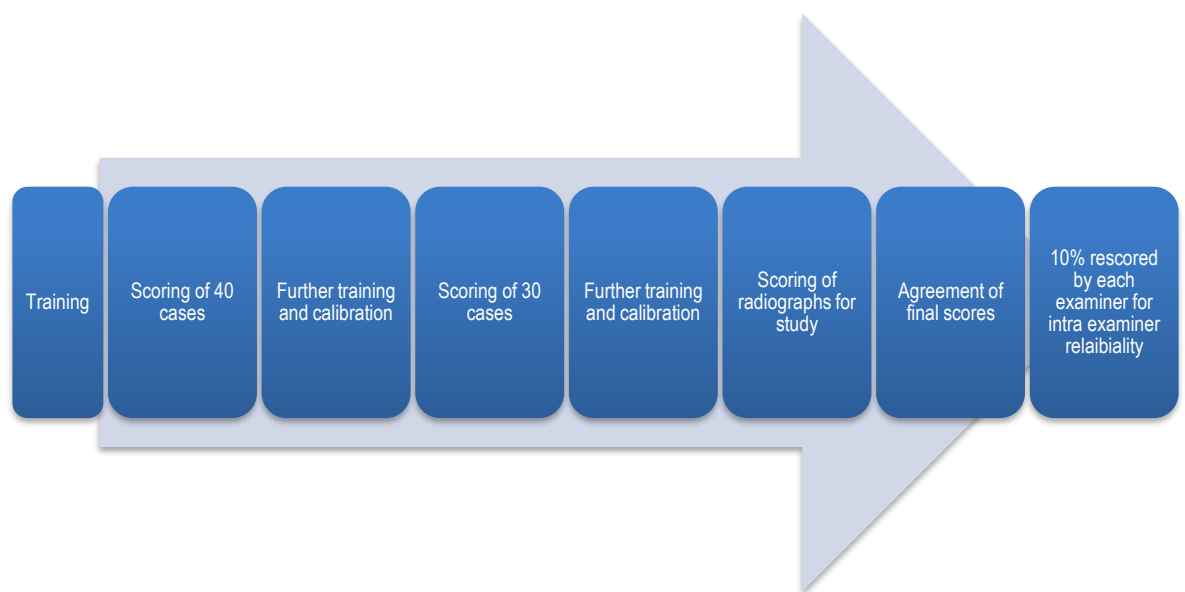 Training
Scoring of 40
cases
Further training
and calibration
Scoring of 30
cases
Further training
and calibration
Scoring of
radiographs for
study
Agreement of
final scores
10% rescored
by each
examiner for
intra examiner
relaibiality